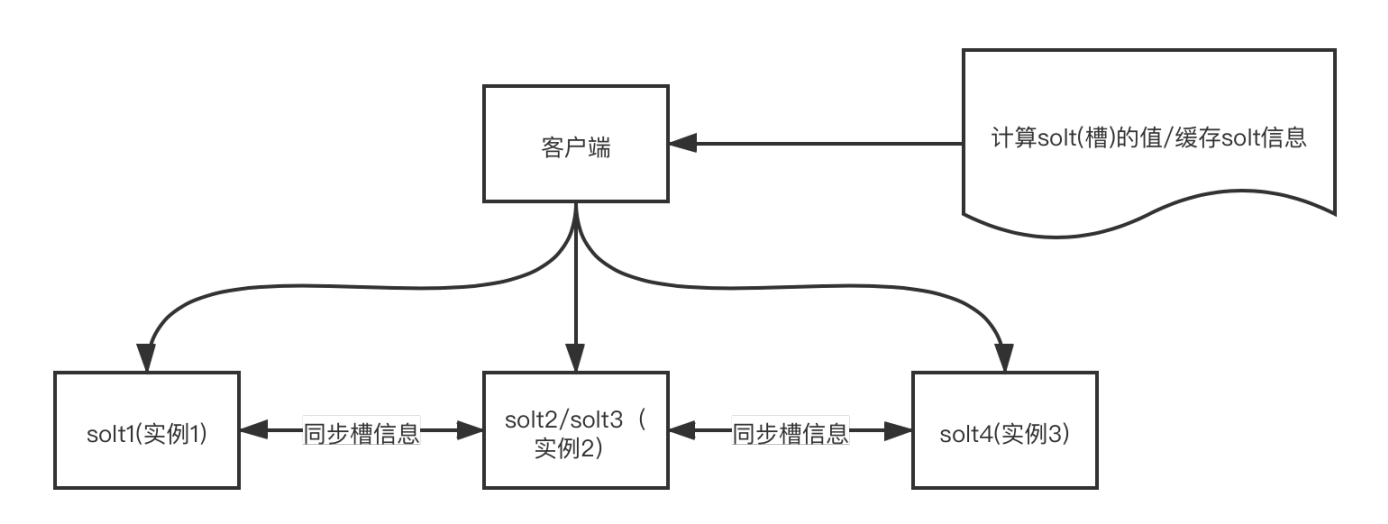 客户端
计算solt(槽)的值/缓存solt信息
solt1(实例1)
同步槽信息
solt2/solt3（
实例2）
同步槽信息
solt4(实例3)